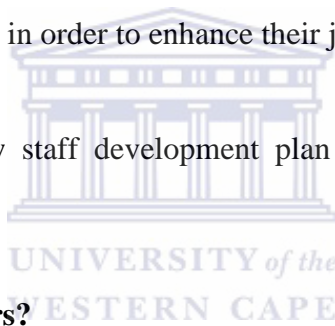 in order to enhance their j
staff development plan
UNIVERSITY of the
WESTERN CAPE
rs?